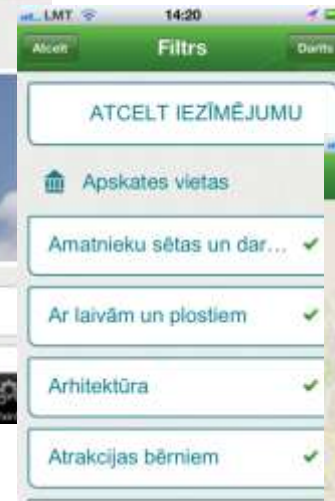 LMT 14:20
Atcelt Filtrs Darīts
ATCELT IEZĪMĒJUMU
Apskates vietas
Amatnieku sētas un dar...
Ar laivām un plostiem
Arhitektūra
Atrakcijas bērniem